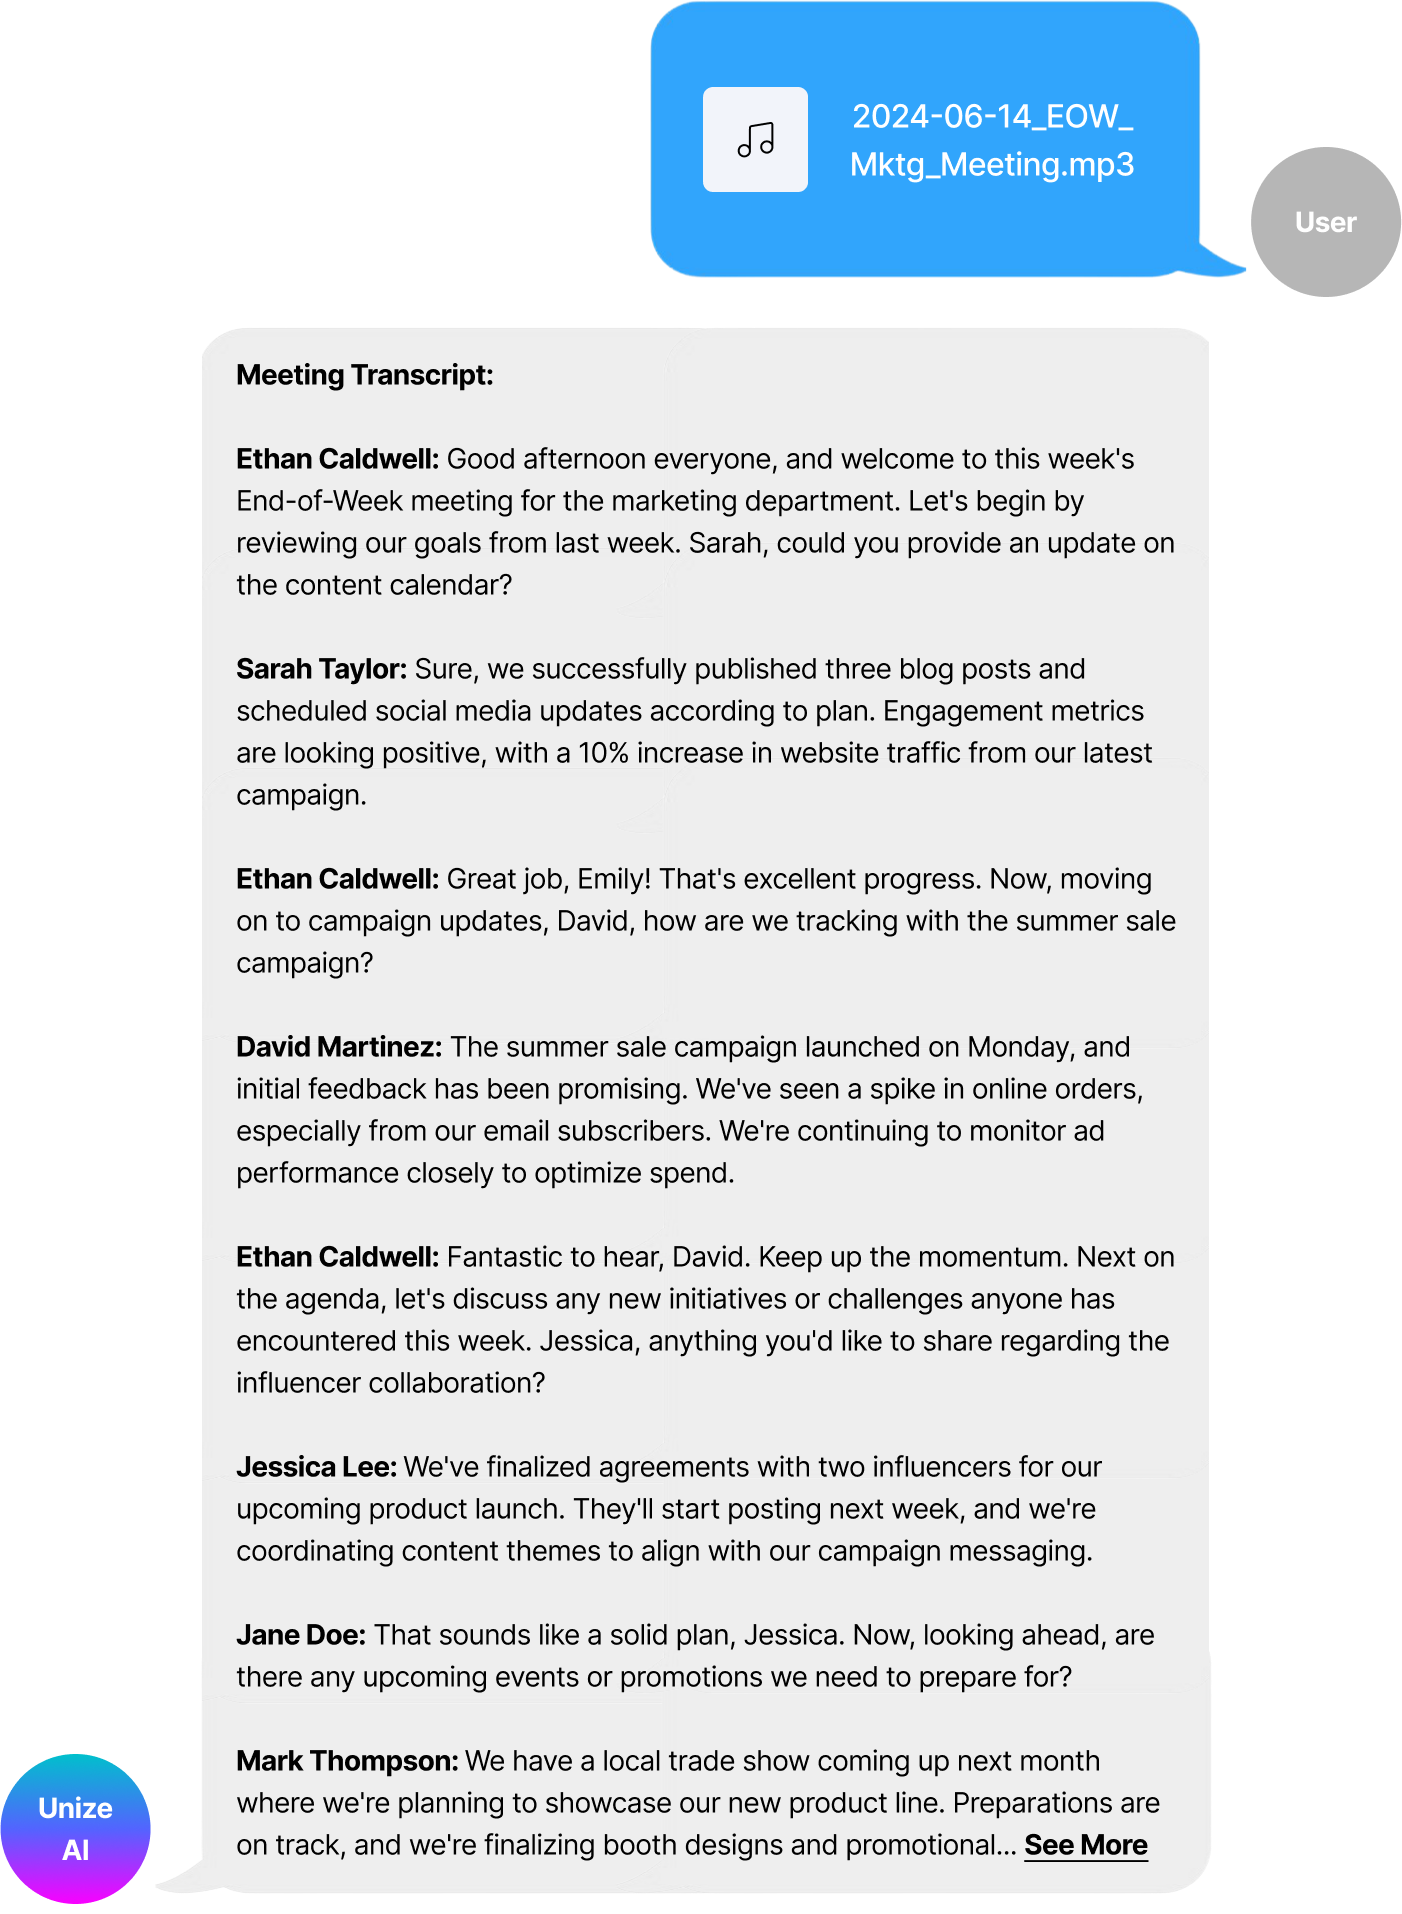 2024-06-14_EOW_
Mktg_Meeting.mp3
User
Meeting Transcript:
Ethan Caldwell: Good afternoon everyone, and welcome to this week's
End-of-Week meeting for the marketing department. Let's begin by
reviewing our goals from last week. Sarah, could you provide an update on
the content calendar?
Sarah Taylor: Sure, we successfully published three blog posts and
scheduled social media updates according to plan. Engagement metrics
are looking positive, with a 10% increase in website traffic from our latest
campaign.
Ethan Caldwell: Great job, Emily! That's excellent progress. Now, moving
on to campaign updates, David, how are we tracking with the summer sale
campaign?
David Martinez: The summer sale campaign launched on Monday, and
initial feedback has been promising. We've seen a spike in online orders,
especially from our email subscribers. We're continuing to monitor ad
performance closely to optimize spend.
Ethan Caldwell: Fantastic to hear, David. Keep up the momentum. Next on
the agenda, let's discuss any new initiatives or challenges anyone has
encountered this week. Jessica, anything you'd like to share regarding the
influencer collaboration?
Jessica Lee: We've finalized agreements with two influencers for our
upcoming product launch. They'll start posting next week, and we're
coordinating content themes to align with our campaign messaging.
Jane Doe: That sounds like a solid plan, Jessica. Now, looking ahead, are
there any upcoming events or promotions we need to prepare for?
Mark Thompson: We have a local trade show coming up next month
where we're planning to showcase our new product line. Preparations are
on track, and we're finalizing booth designs and promotional... See More
Unize
AI